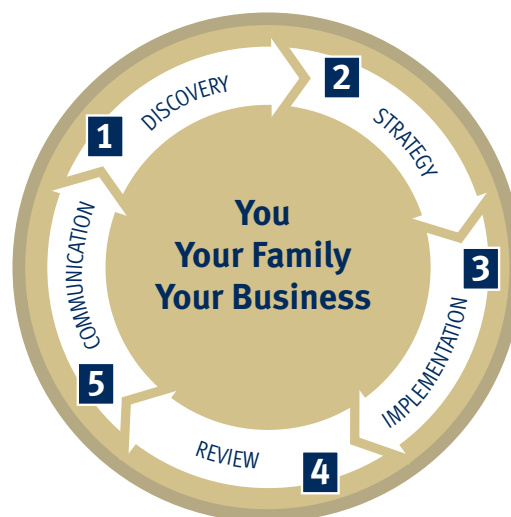 1
DISCOVERY
2
STRATEGY
3
IMPLEMENTATION
4
REVIEW
5
COMMUNICATION
You
Your Family
Your Business